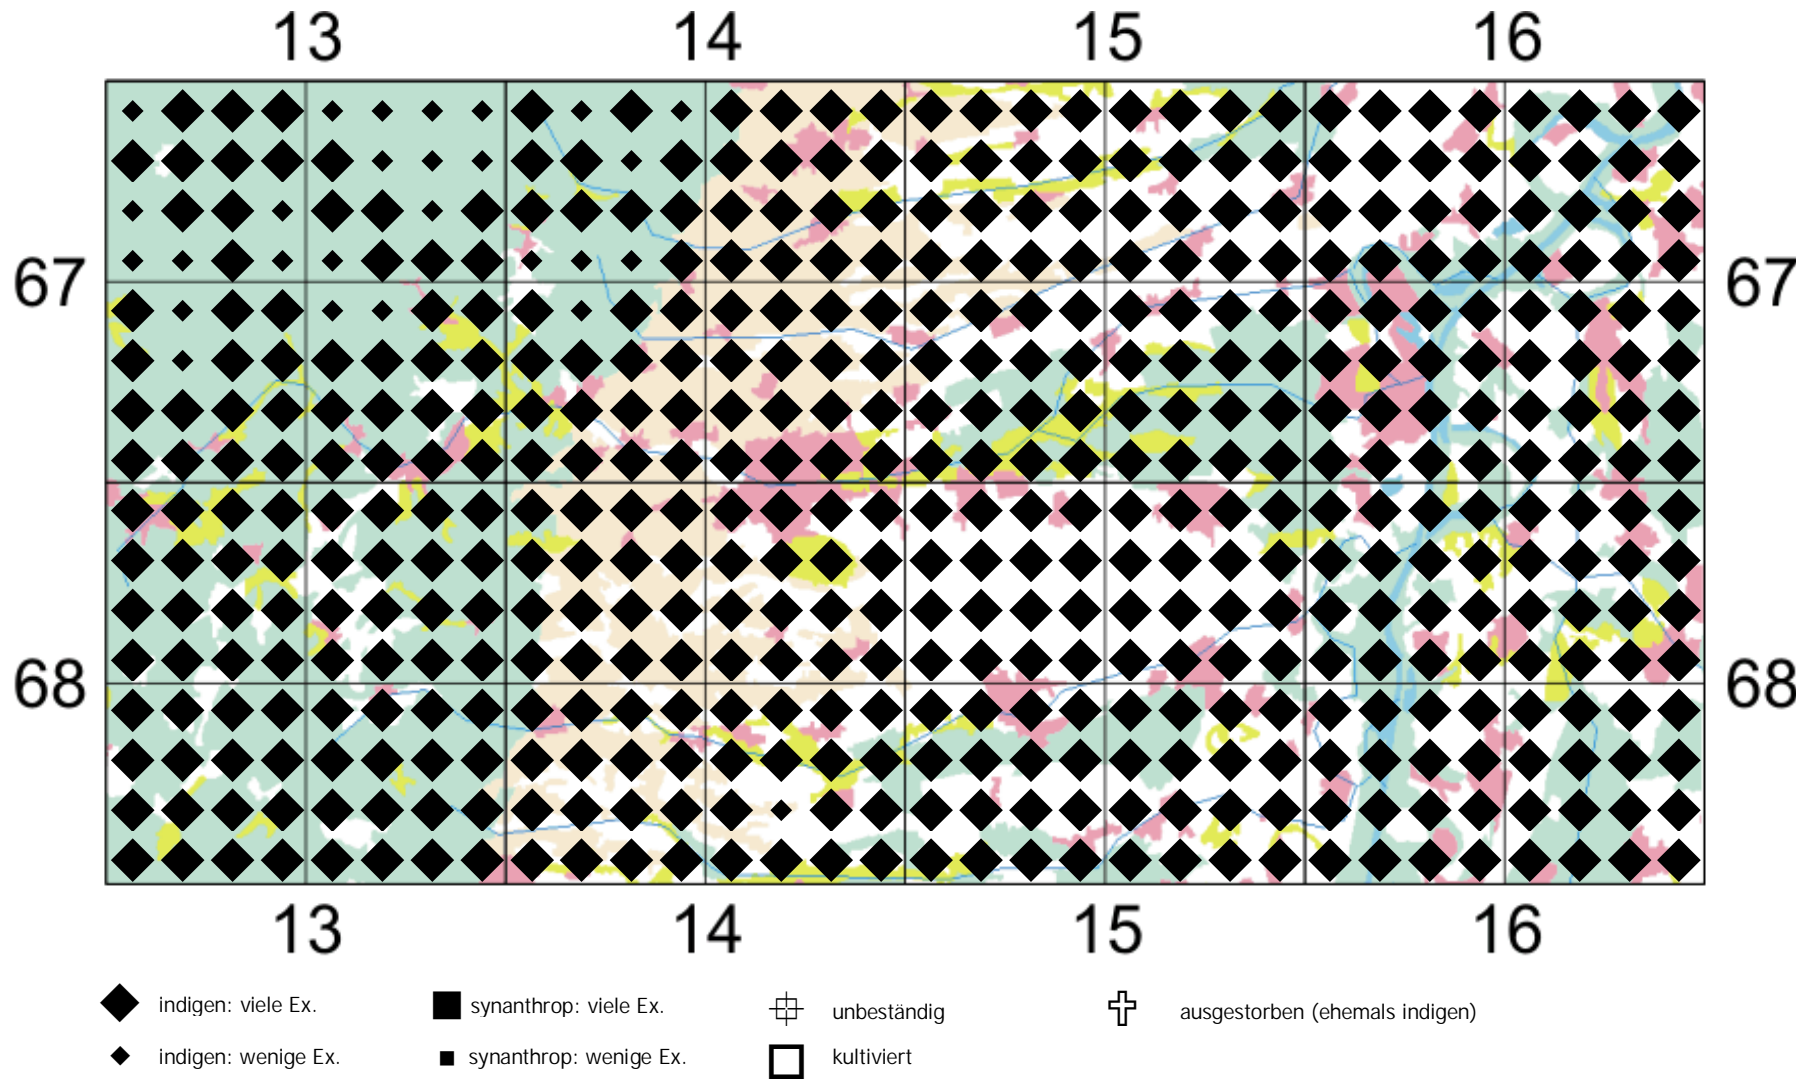 13 14 15 16
67 67
68 68
13 14 15 16
indigen: viele Ex. synanthrop: viele Ex. unbeständig ausgestorben (ehemals indigen)
indigen: wenige Ex. synanthrop: wenige Ex. kultiviert